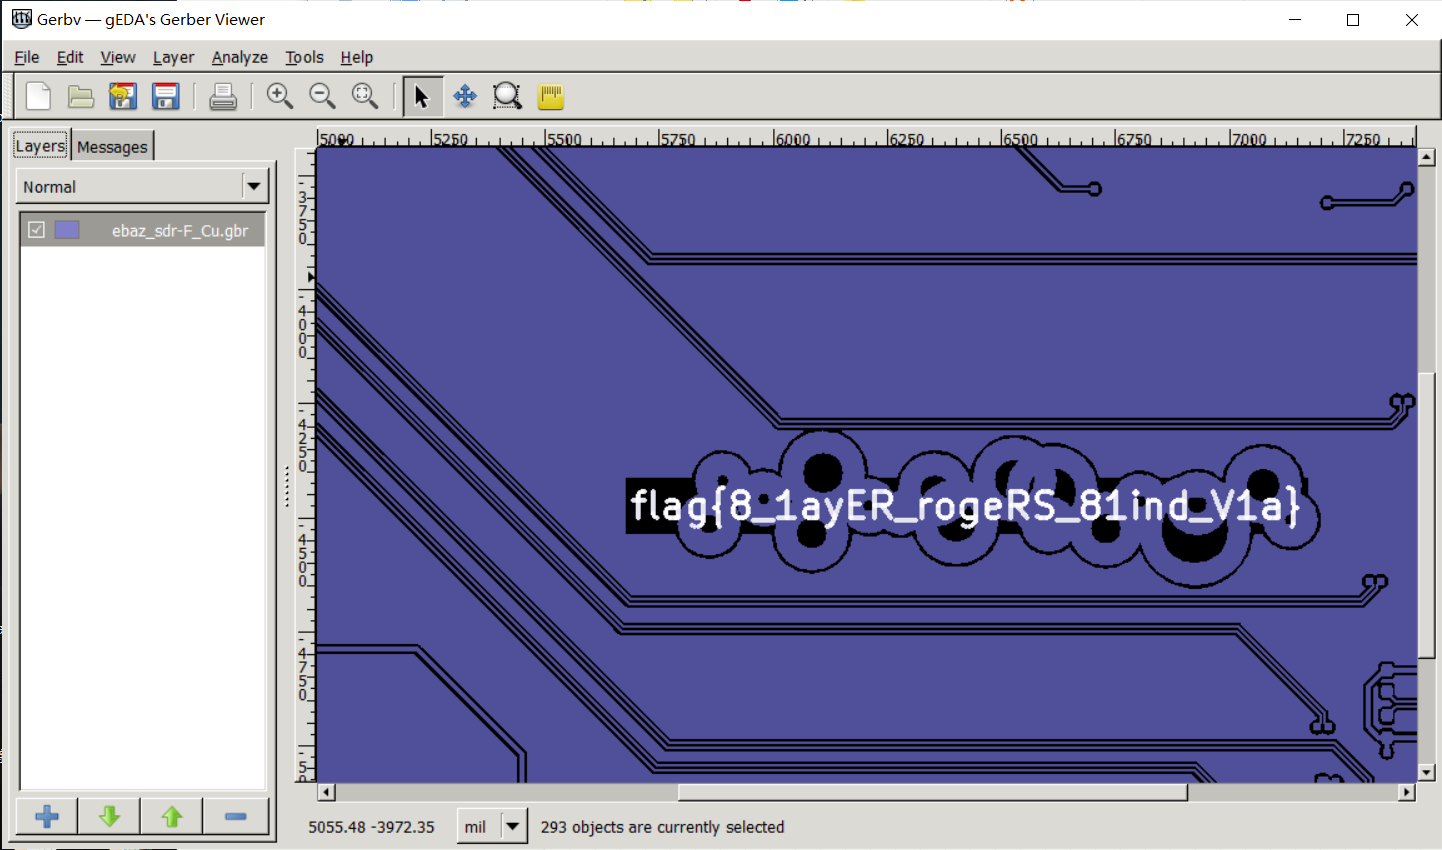 Gerbv — gEDA's Gerber Viewer
File Edit View Layer Analyze Tools Help
Layers Messages
5000 5250 5500 5750 6000 6250 6500 6750 7000 7250
Normal
ebaz_sdr-F_Cu.gbr
-3750
-4000
-4250
-4500
-4750
-50
flag{8_1ayER_rogeRS_81ind_V1a}
5055.48 -3972.35 mil 293 objects are currently selected